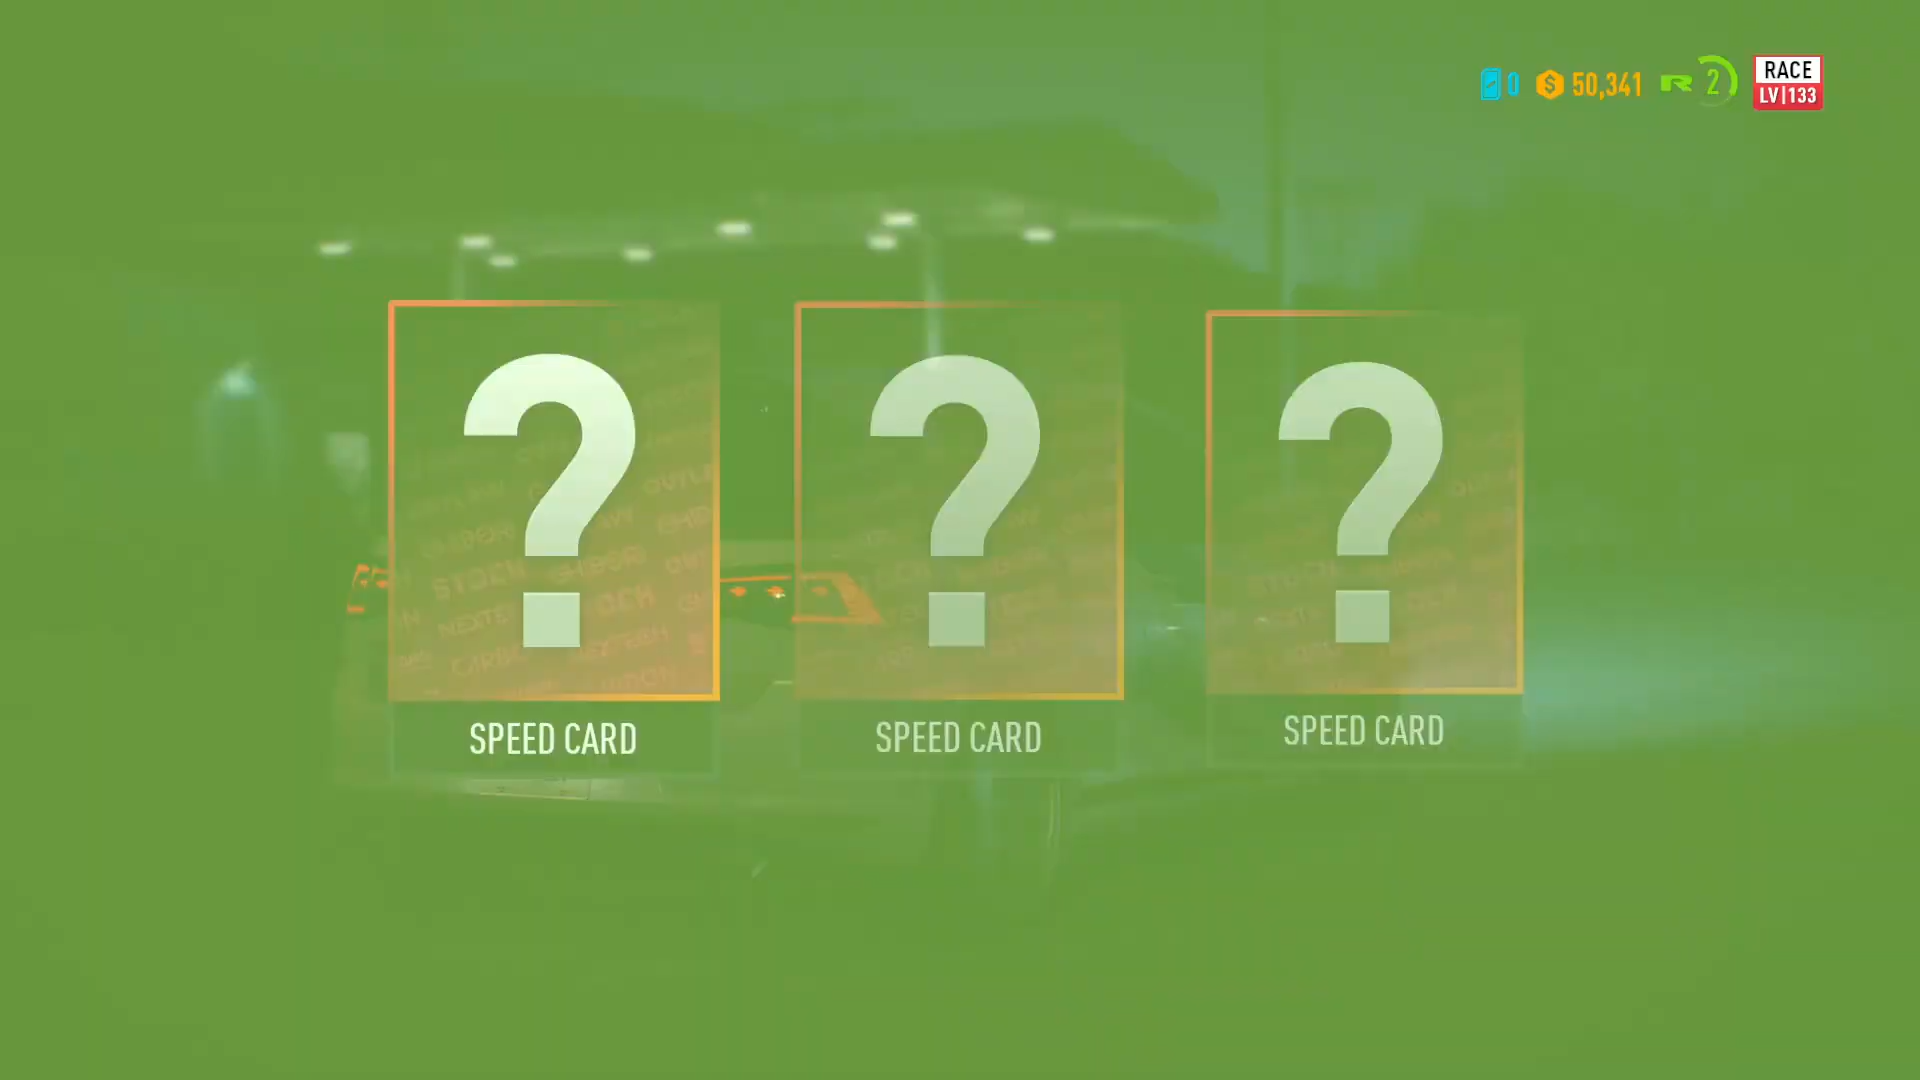 0 50,341 R 2 RACE
LV|133
SPEED CARD SPEED CARD SPEED CARD